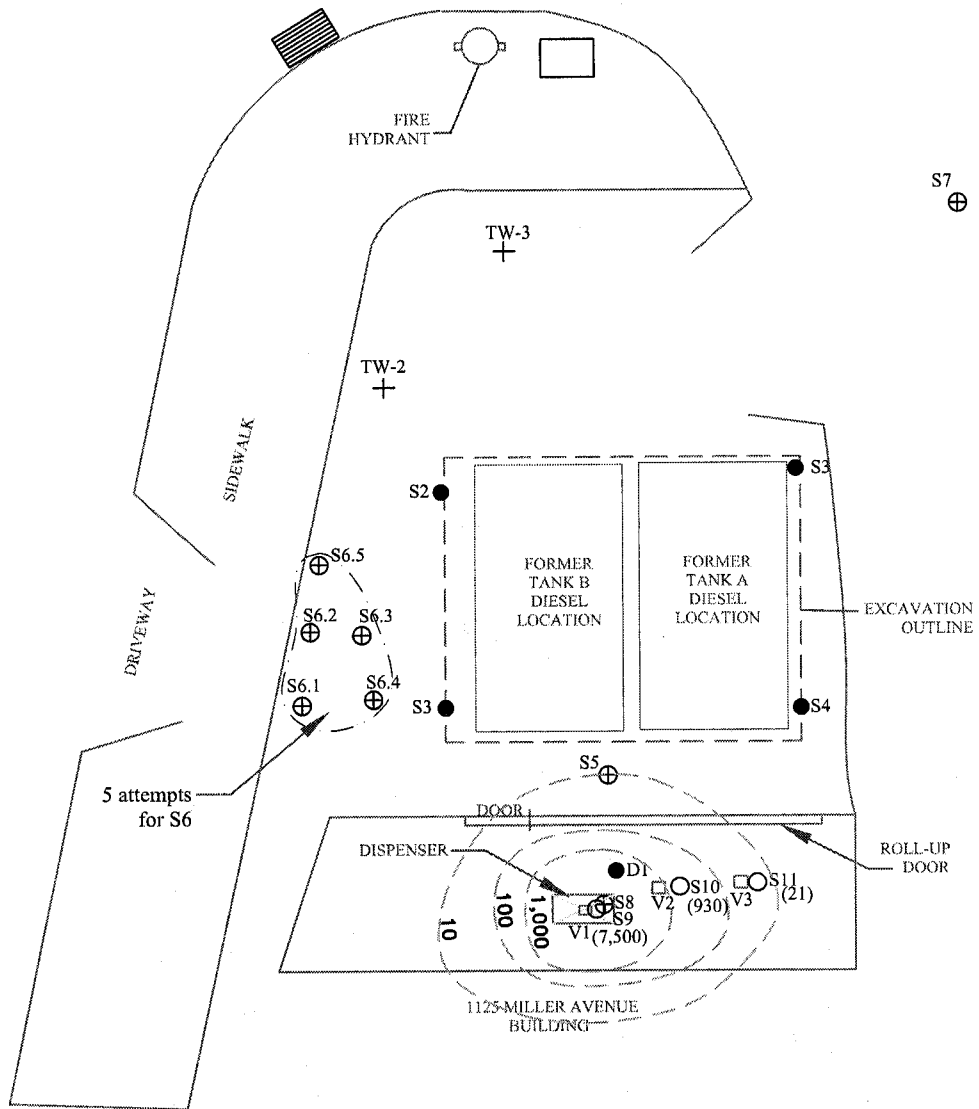 FIRE
HYDRANT
S7
TW-3
TW-2
SIDEWALK
S2
S3
FORMER
TANK B
DIESEL
LOCATION
FORMER
TANK A
DIESEL
LOCATION
EXCAVATION
OUTLINE
S6.5
S6.2
S6.3
DRIVEWAY
S6.1
S6.4
S3
S4
5 attempts
for S6
S5
DOOR
DISPENSER
ROLL-UP
DOOR
D1
S8
S9
V1
(7,500)
V2
S10
(930)
V3
S11
(21)
10
100
1,000
1125 MILLER AVENUE
BUILDING